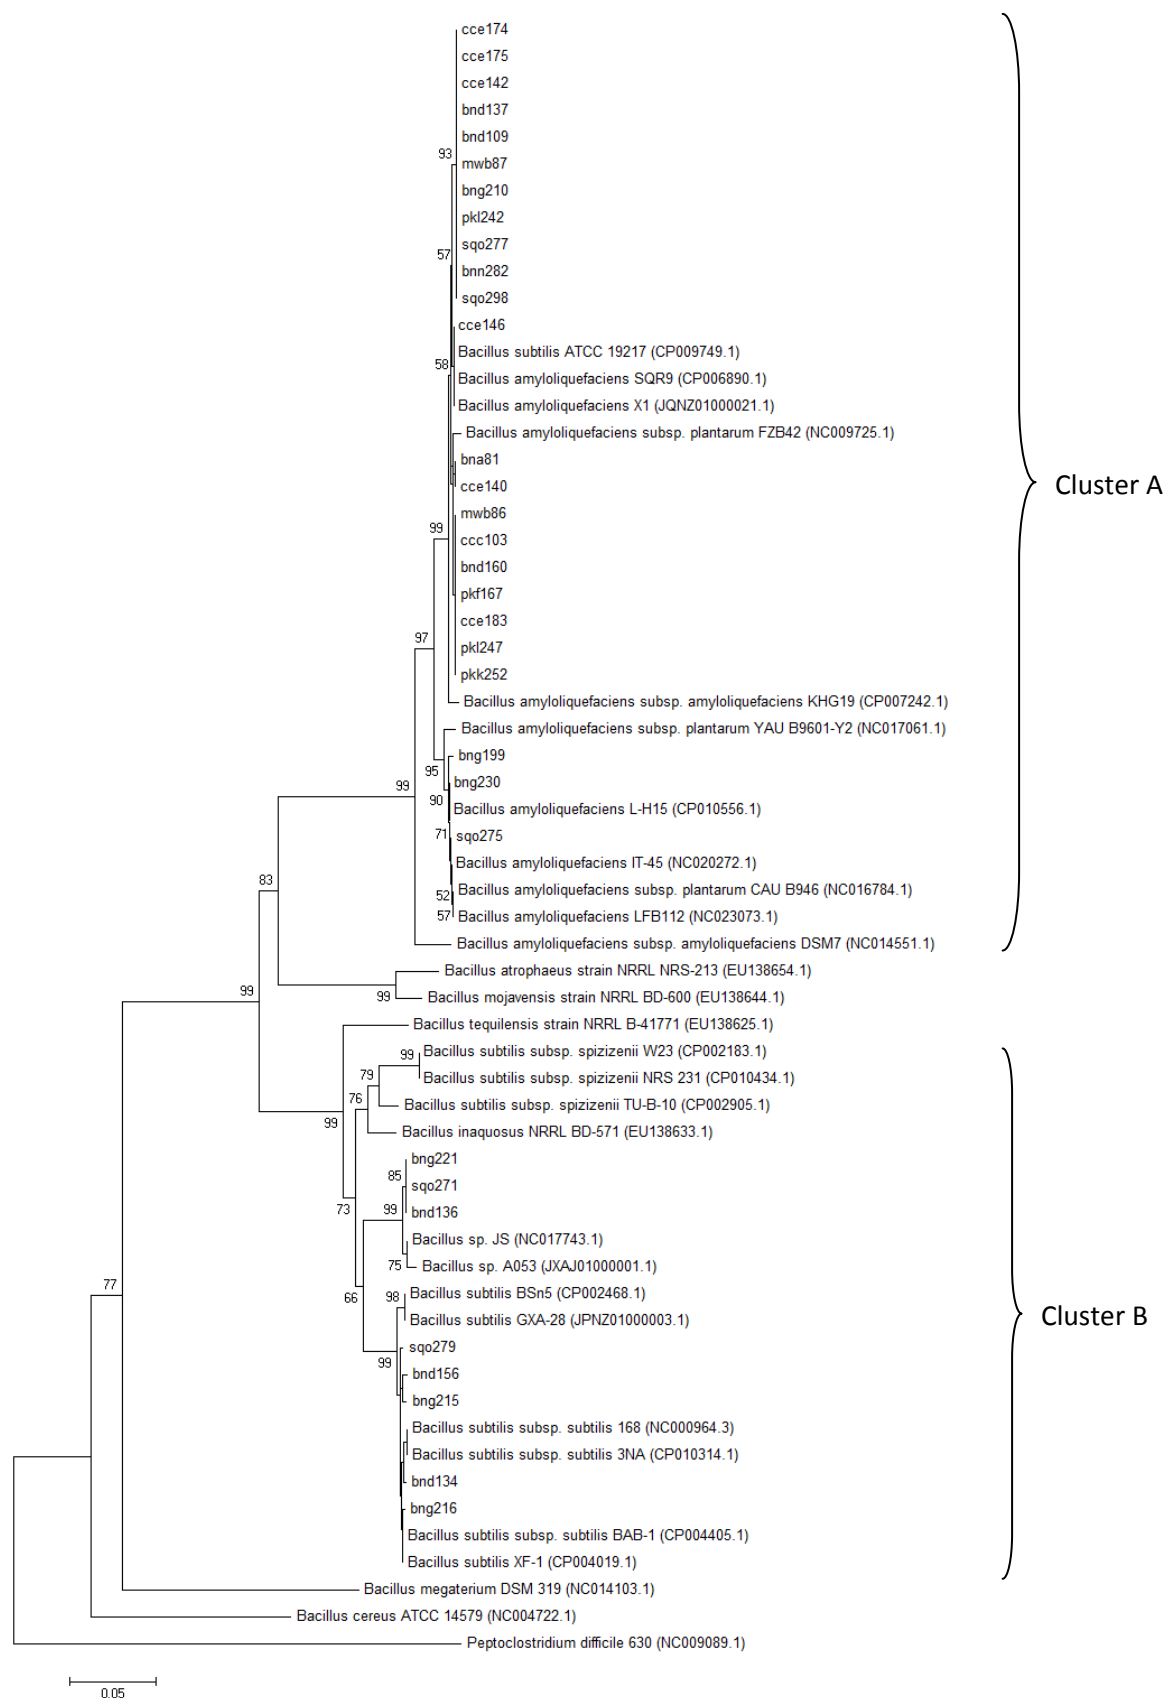 cce174
cce175
cce142
bnd137
bnd109
93
mwb87
bng210
pkl242
sqo277
57
bnn282
sqo298
cce146
Bacillus subtilis ATCC 19217 (CP009749.1)
58
Bacillus amyloliquefaciens SQR9 (CP006890.1)
Bacillus amyloliquefaciens X1 (JQNZ01000021.1)
Bacillus amyloliquefaciens subsp. plantarum FZB42 (NC009725.1)
bna81
cce140
Cluster A
mwb86
99
ccc103
bnd160
pkf167
cce183
97
pkl247
pkk252
Bacillus amyloliquefaciens subsp. amyloliquefaciens KHG19 (CP007242.1)
Bacillus amyloliquefaciens subsp. plantarum YAU B9601-Y2 (NC017061.1)
bng199
95
99
bng230
90
Bacillus amyloliquefaciens L-H15 (CP010556.1)
71
sqo275
Bacillus amyloliquefaciens IT-45 (NC020272.1)
83
Bacillus amyloliquefaciens subsp. plantarum CAU B946 (NC016784.1)
52
57
Bacillus amyloliquefaciens LFB112 (NC023073.1)
Bacillus amyloliquefaciens subsp. amyloliquefaciens DSM7 (NC014551.1)
Bacillus atrophaeus strain NRRL NRS-213 (EU138654.1)
99
99
Bacillus mojavensis strain NRRL BD-600 (EU138644.1)
Bacillus tequilensis strain NRRL B-41771 (EU138625.1)
99
Bacillus subtilis subsp. spizizenii W23 (CP002183.1)
79
Bacillus subtilis subsp. spizizenii NRS 231 (CP010434.1)
76
Bacillus subtilis subsp. spizizenii TU-B-10 (CP002905.1)
99
Bacillus inaquosus NRRL BD-571 (EU138633.1)
bng221
85
sqo271
73
99
bnd136
Bacillus sp. JS (NC017743.1)
75
Bacillus sp. A053 (JXAJ01000001.1)
77
66
98
Bacillus subtilis BSn5 (CP002468.1)
Cluster B
Bacillus subtilis GXA-28 (JPNZ01000003.1)
sqo279
99
bnd156
bng215
Bacillus subtilis subsp. subtilis 168 (NC000964.3)
Bacillus subtilis subsp. subtilis 3NA (CP010314.1)
bnd134
bng216
Bacillus subtilis subsp. subtilis BAB-1 (CP004405.1)
Bacillus subtilis XF-1 (CP004019.1)
Bacillus megaterium DSM 319 (NC014103.1)
Bacillus cereus ATCC 14579 (NC004722.1)
Peptoclostridium difficile 630 (NC009089.1)
0.05